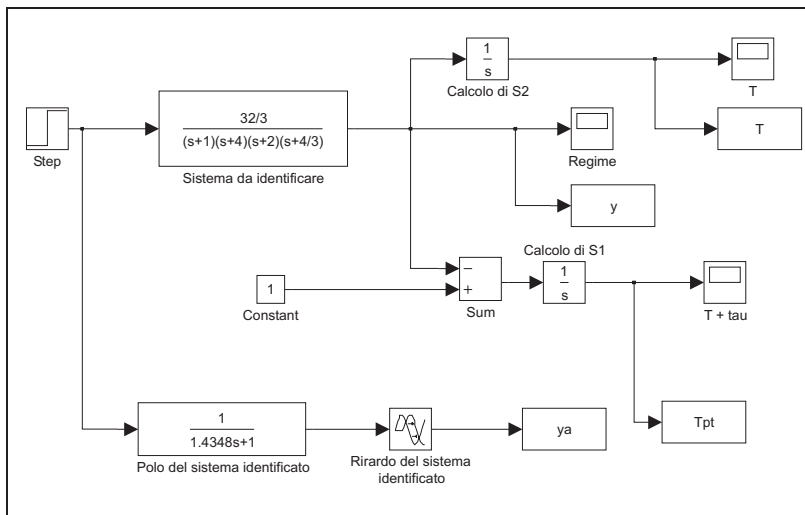 1
s
Calcolo di S2
T
T
Step
32/3
(s+1)(s+4)(s+2)(s+4/3)
Sistema da identificare
Regime
y
Calcolo di S1
1
Constant
−
+
Sum
1
s
T + tau
1
1.4348s+1
Polo del sistema identificato
Rirardo del sistema
identificato
ya
Tpt